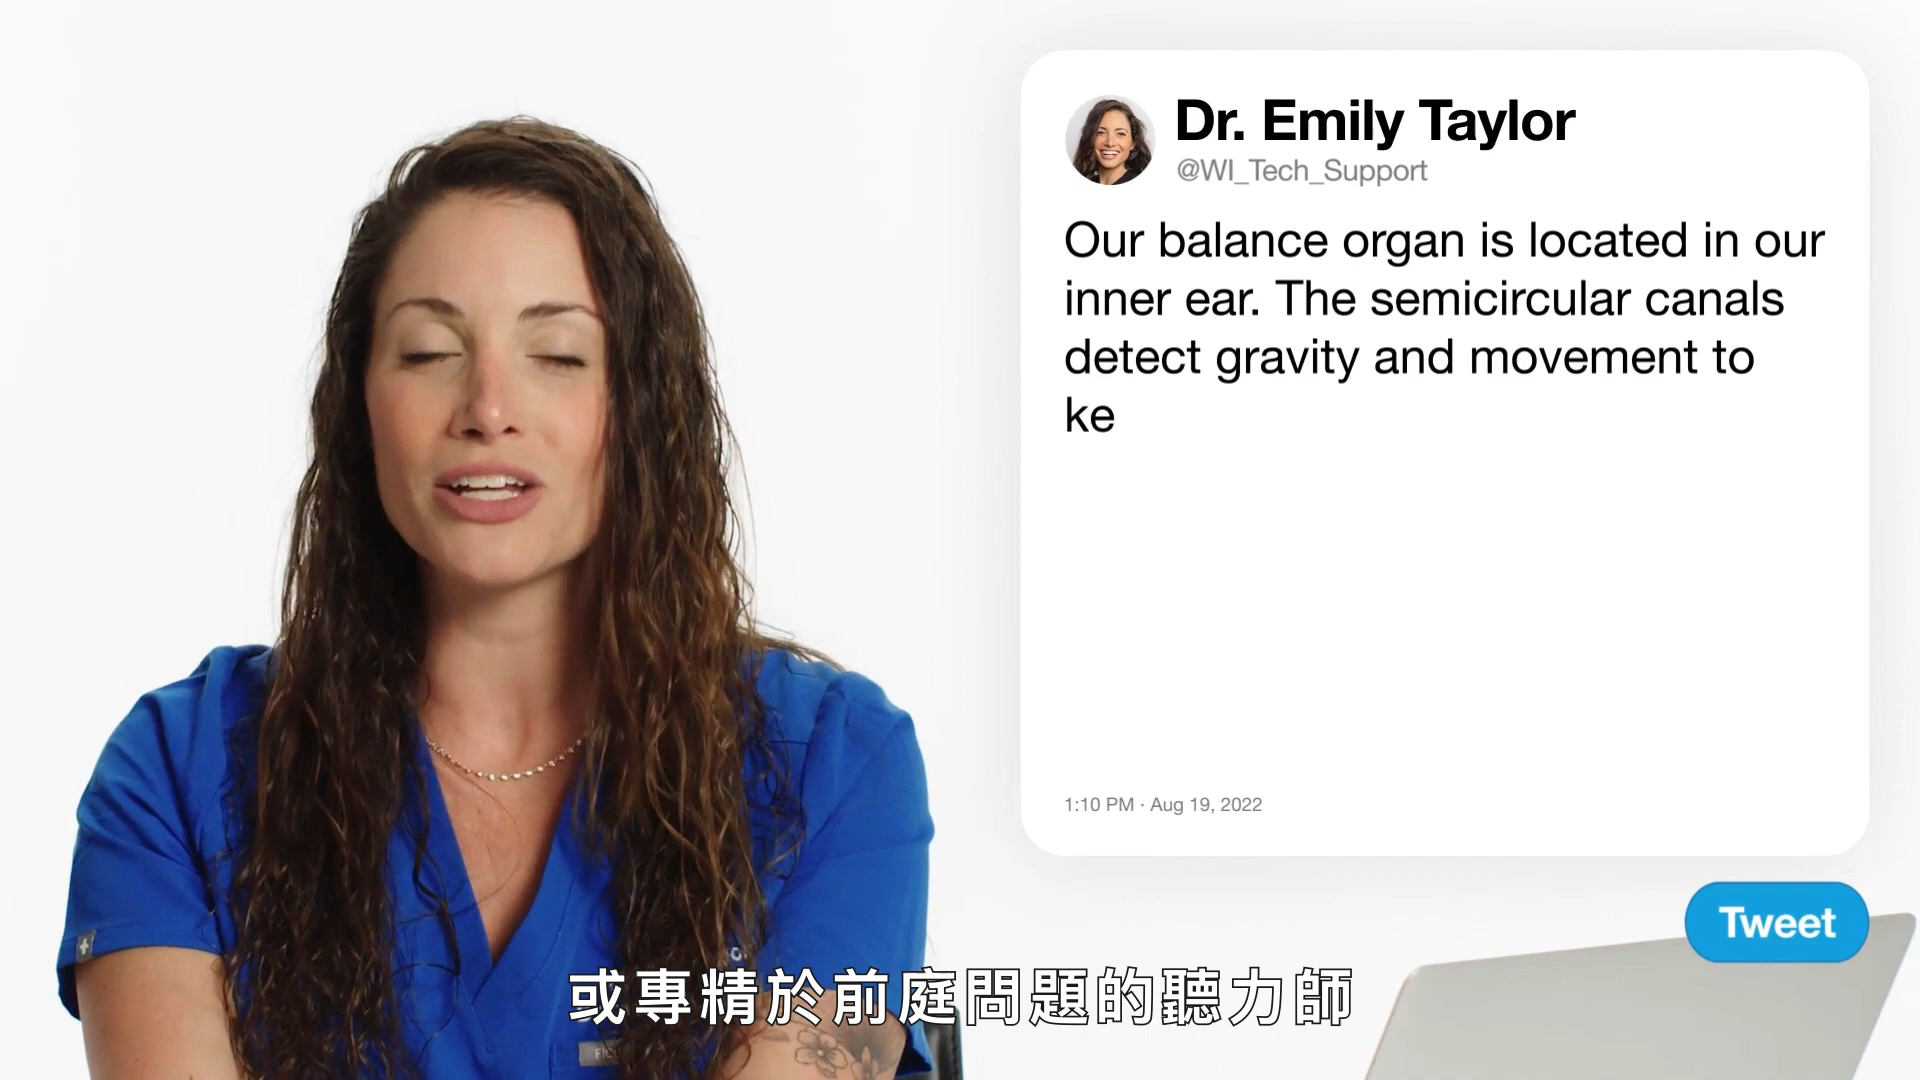 Dr. Emily Taylor
@WI_Tech_Support
Our balance organ is located in our
inner ear. The semicircular canals
detect gravity and movement to
ke
1:10 PM · Aug 19, 2022
Tweet
或專精於前庭問題的聽力師